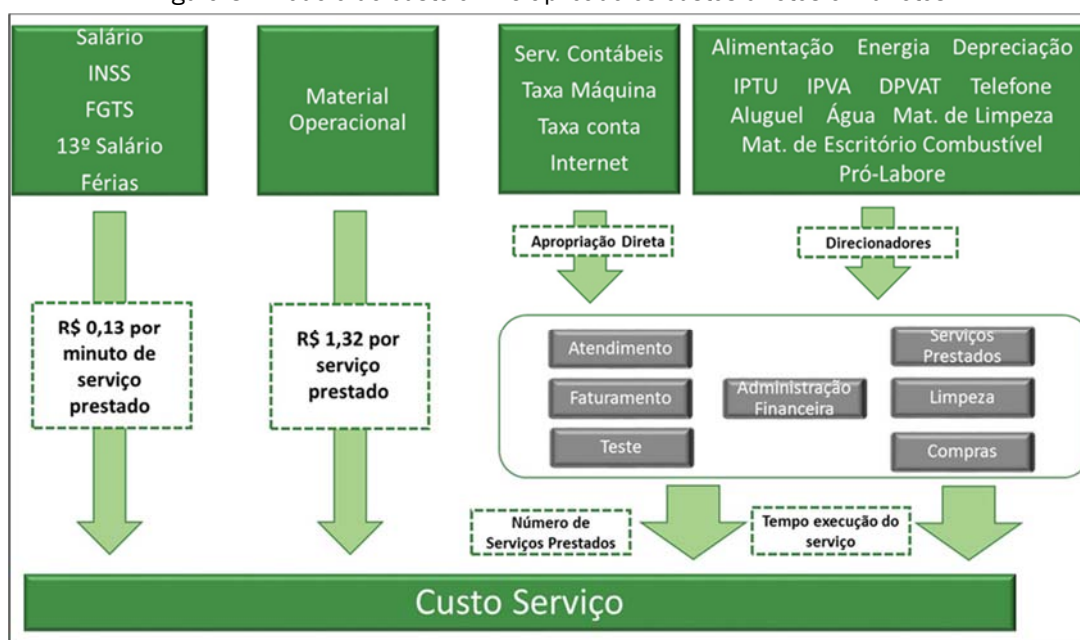 Salário
INSS
FGTS
13º Salário
Férias
Material
Operacional
Serv. Contábeis
Taxa Máquina
Taxa conta
Internet
Alimentação Energia Depreciação
IPTU IPVA DPVAT Telefone
Aluguel Água Mat. de Limpeza
Mat. de Escritório Combustível
Pró-Labore
Apropriação Direta
Direcionadores
R$ 0,13 por
minuto de
serviço
prestado
R$ 1,32 por
serviço
prestado
Atendimento
Faturamento
Teste
Administração
Financeira
Serviços
Prestados
Limpeza
Compras
Número de
Serviços Prestados
Tempo execução do
serviço
Custo Serviço